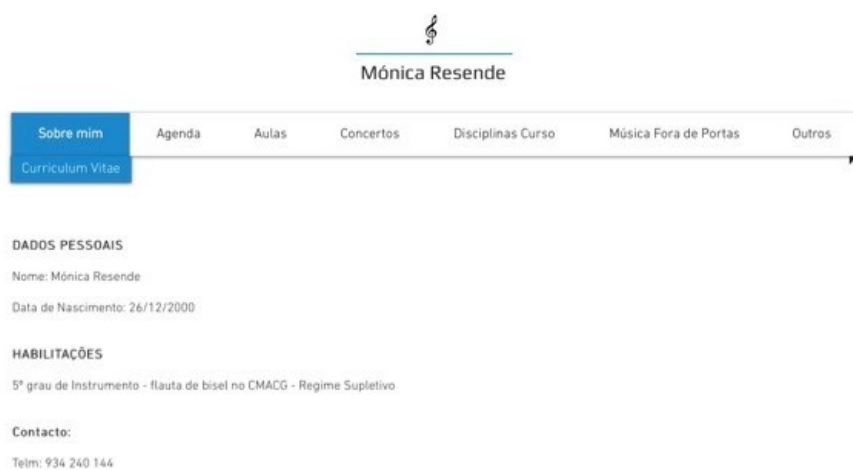 Mónica Resende
Sobre mim Agenda Aulas Concertos Disciplinas Curso Música Fora de Portas Outros
Curriculum Vitae
DADOS PESSOAIS
Nome: Mónica Resende
Data de Nascimento: 26/12/2000
HABILITAÇÕES
5º grau de Instrumento - flauta de bisel no CMACG - Regime Supletivo
Contacto:
Telm: 934 240 144